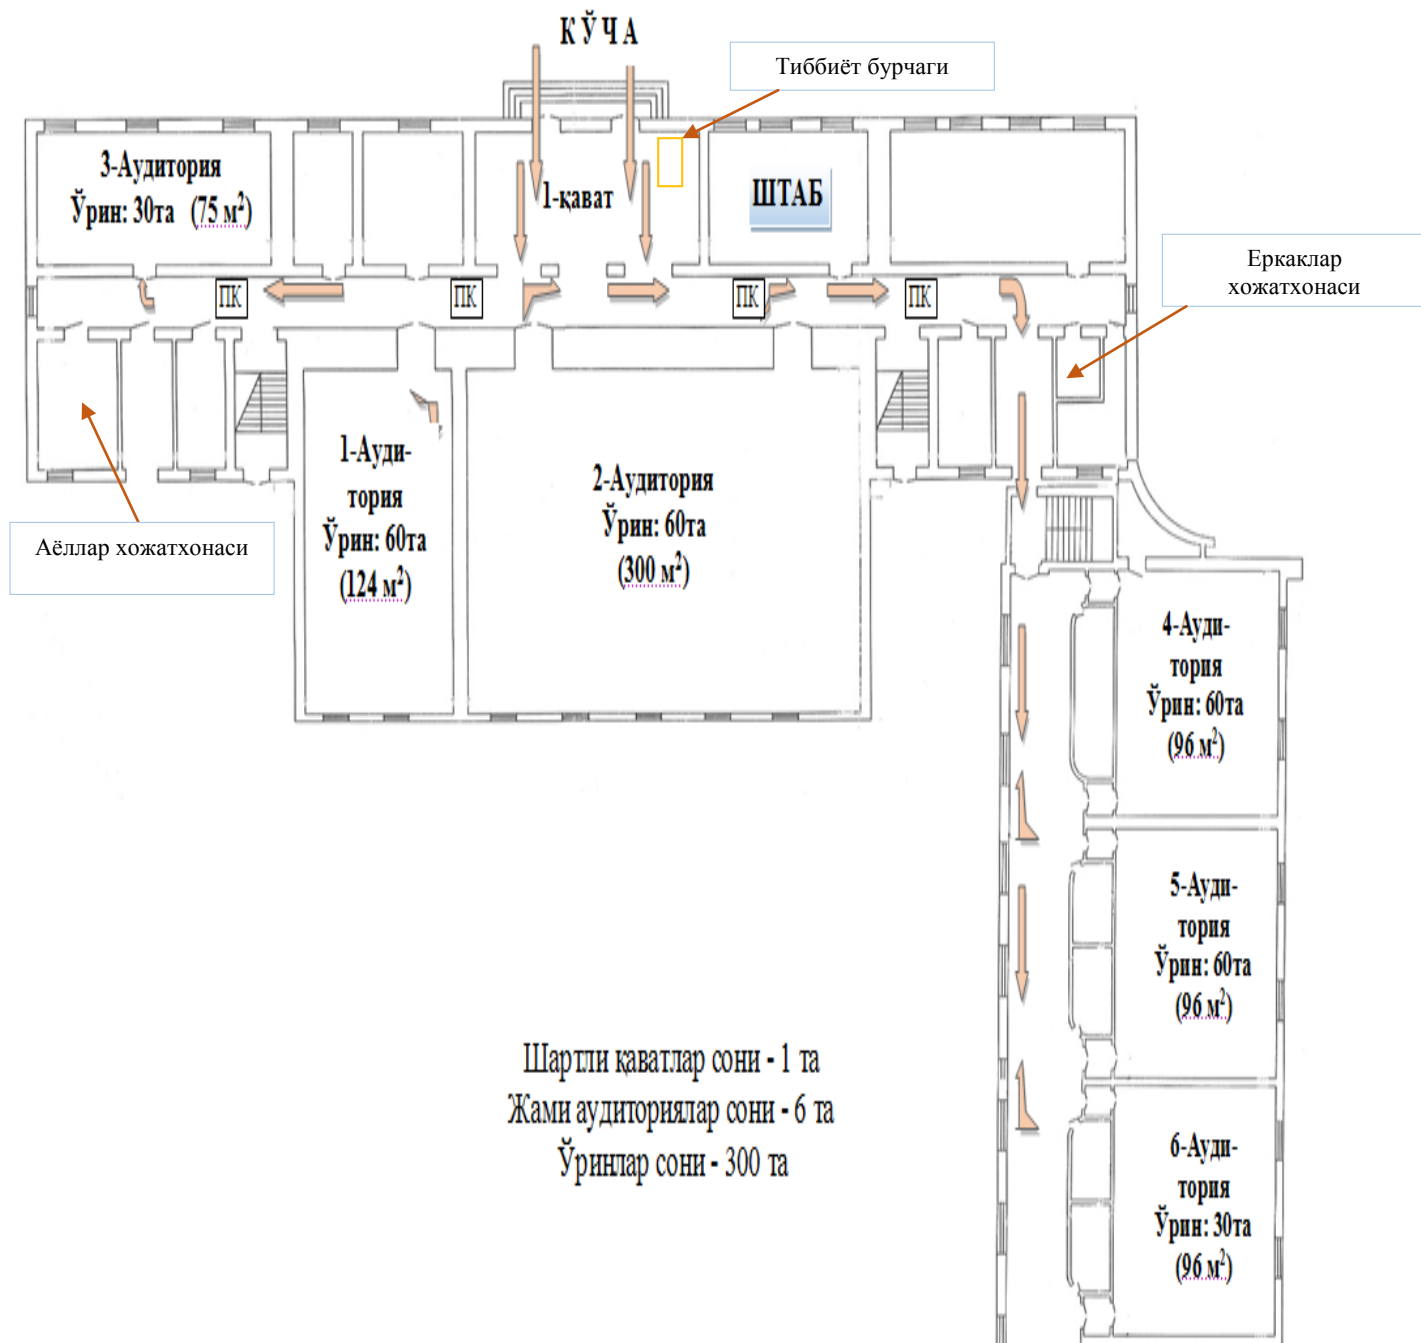 КЎЧА
Тиббиёт бурчаги
3-Аудитория
Ўрин: 30та (75 м²)
1-қават
ШТАБ
Еркаклар
хожатхонаси
ПК
ПК
ПК
ПК
1-Ауди-
тория
Ўрин: 60та
(124 м²)
2-Аудитория
Ўрин: 60та
(300 м²)
Аёллар хожатхонаси
4-Ауди-
тория
Ўрин: 60та
(96 м²)
5-Ауди-
тория
Ўрин: 60та
(96 м²)
Шартли қаватлар сони - 1 та
Жами аудиториялар сони - 6 та
Ўринлар сони - 300 та
6-Ауди-
тория
Ўрин: 30та
(96 м²)